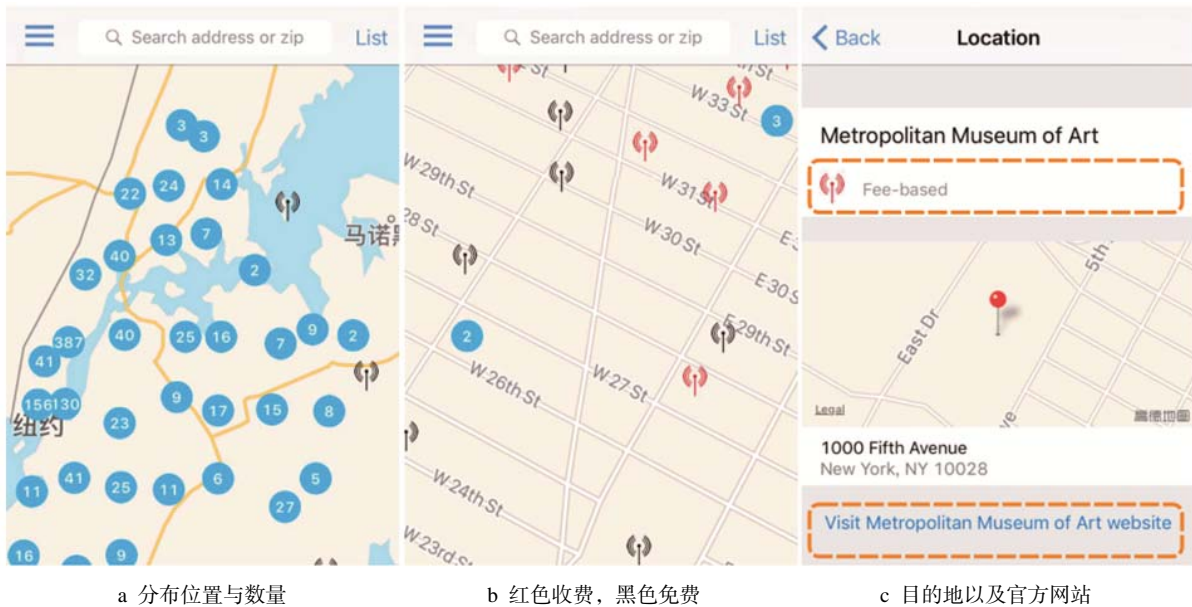 Search address or zip
List
3
3
22
24
14
13
7
马诺
40
32
2
40
25
16
7
9
2
387
41
156
130
纽约
9
17
15
8
23
11
41
25
11
6
5
27
16
9
a 分布位置与数量
Search address or zip
List
W 33 St
3
W 29th St
W 31 St
28 St
W 30 St
E 30 S
2
E 29th St
W 26th St
W 27 St
W 24th St
W 23rd St
b 红色收费，黑色免费
Back
Location
Metropolitan Museum of Art
Fee-based
5th
East Dr
Legal
高德地图
1000 Fifth Avenue
New York, NY 10028
Visit Metropolitan Museum of Art website
c 目的地以及官方网站